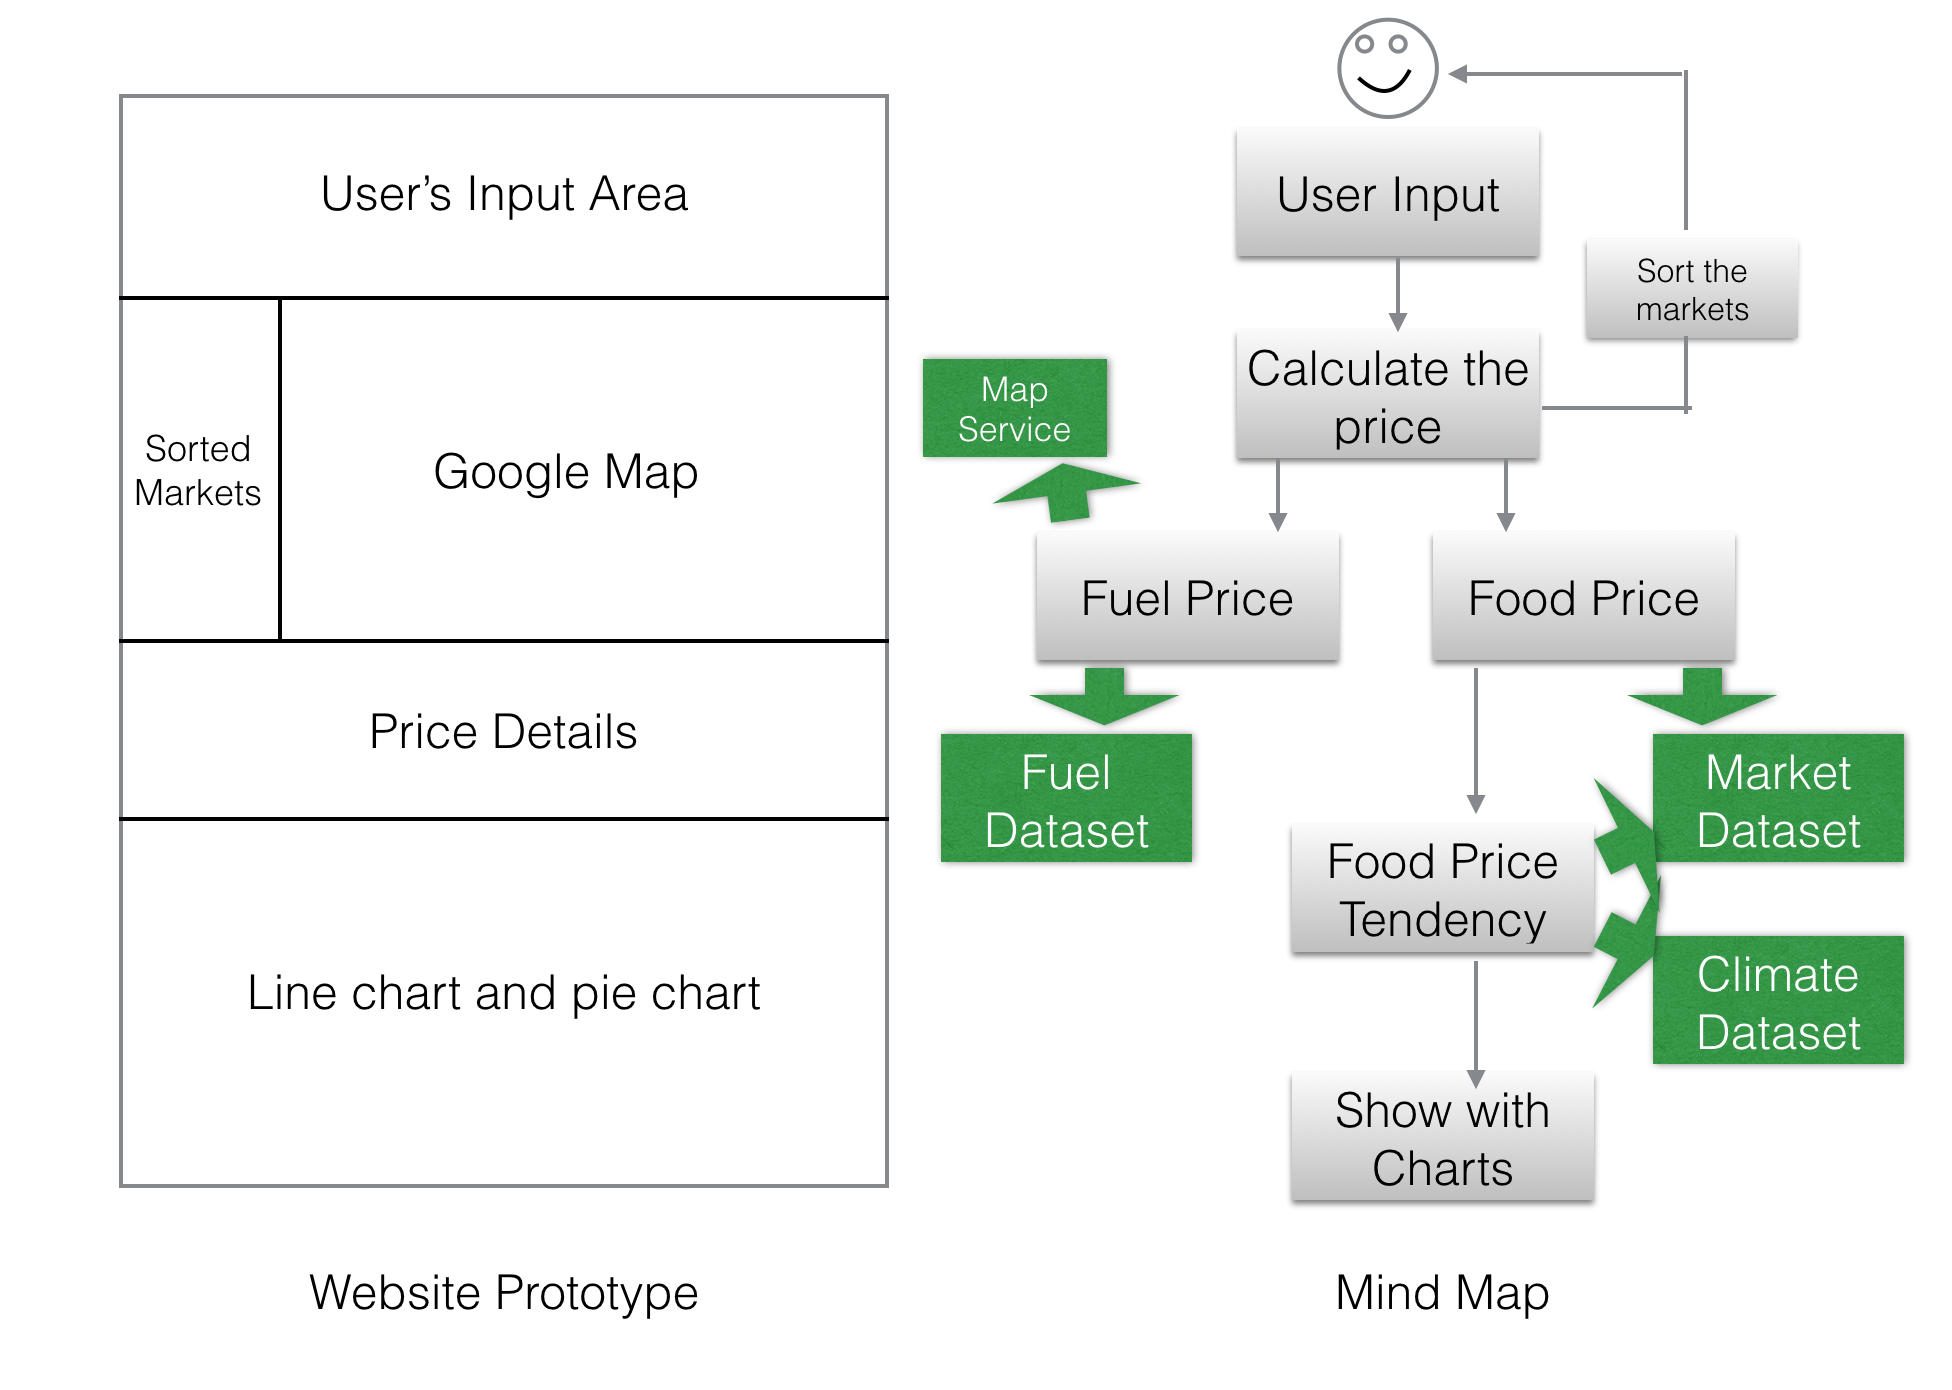 User’s Input Area
Sorted
Markets
Google Map
Price Details
Line chart and pie chart
Website Prototype
User Input
Sort the
markets
Calculate the
price
Map
Service
Fuel Price
Food Price
Fuel
Dataset
Market
Dataset
Food Price
Tendency
Climate
Dataset
Show with
Charts
Mind Map